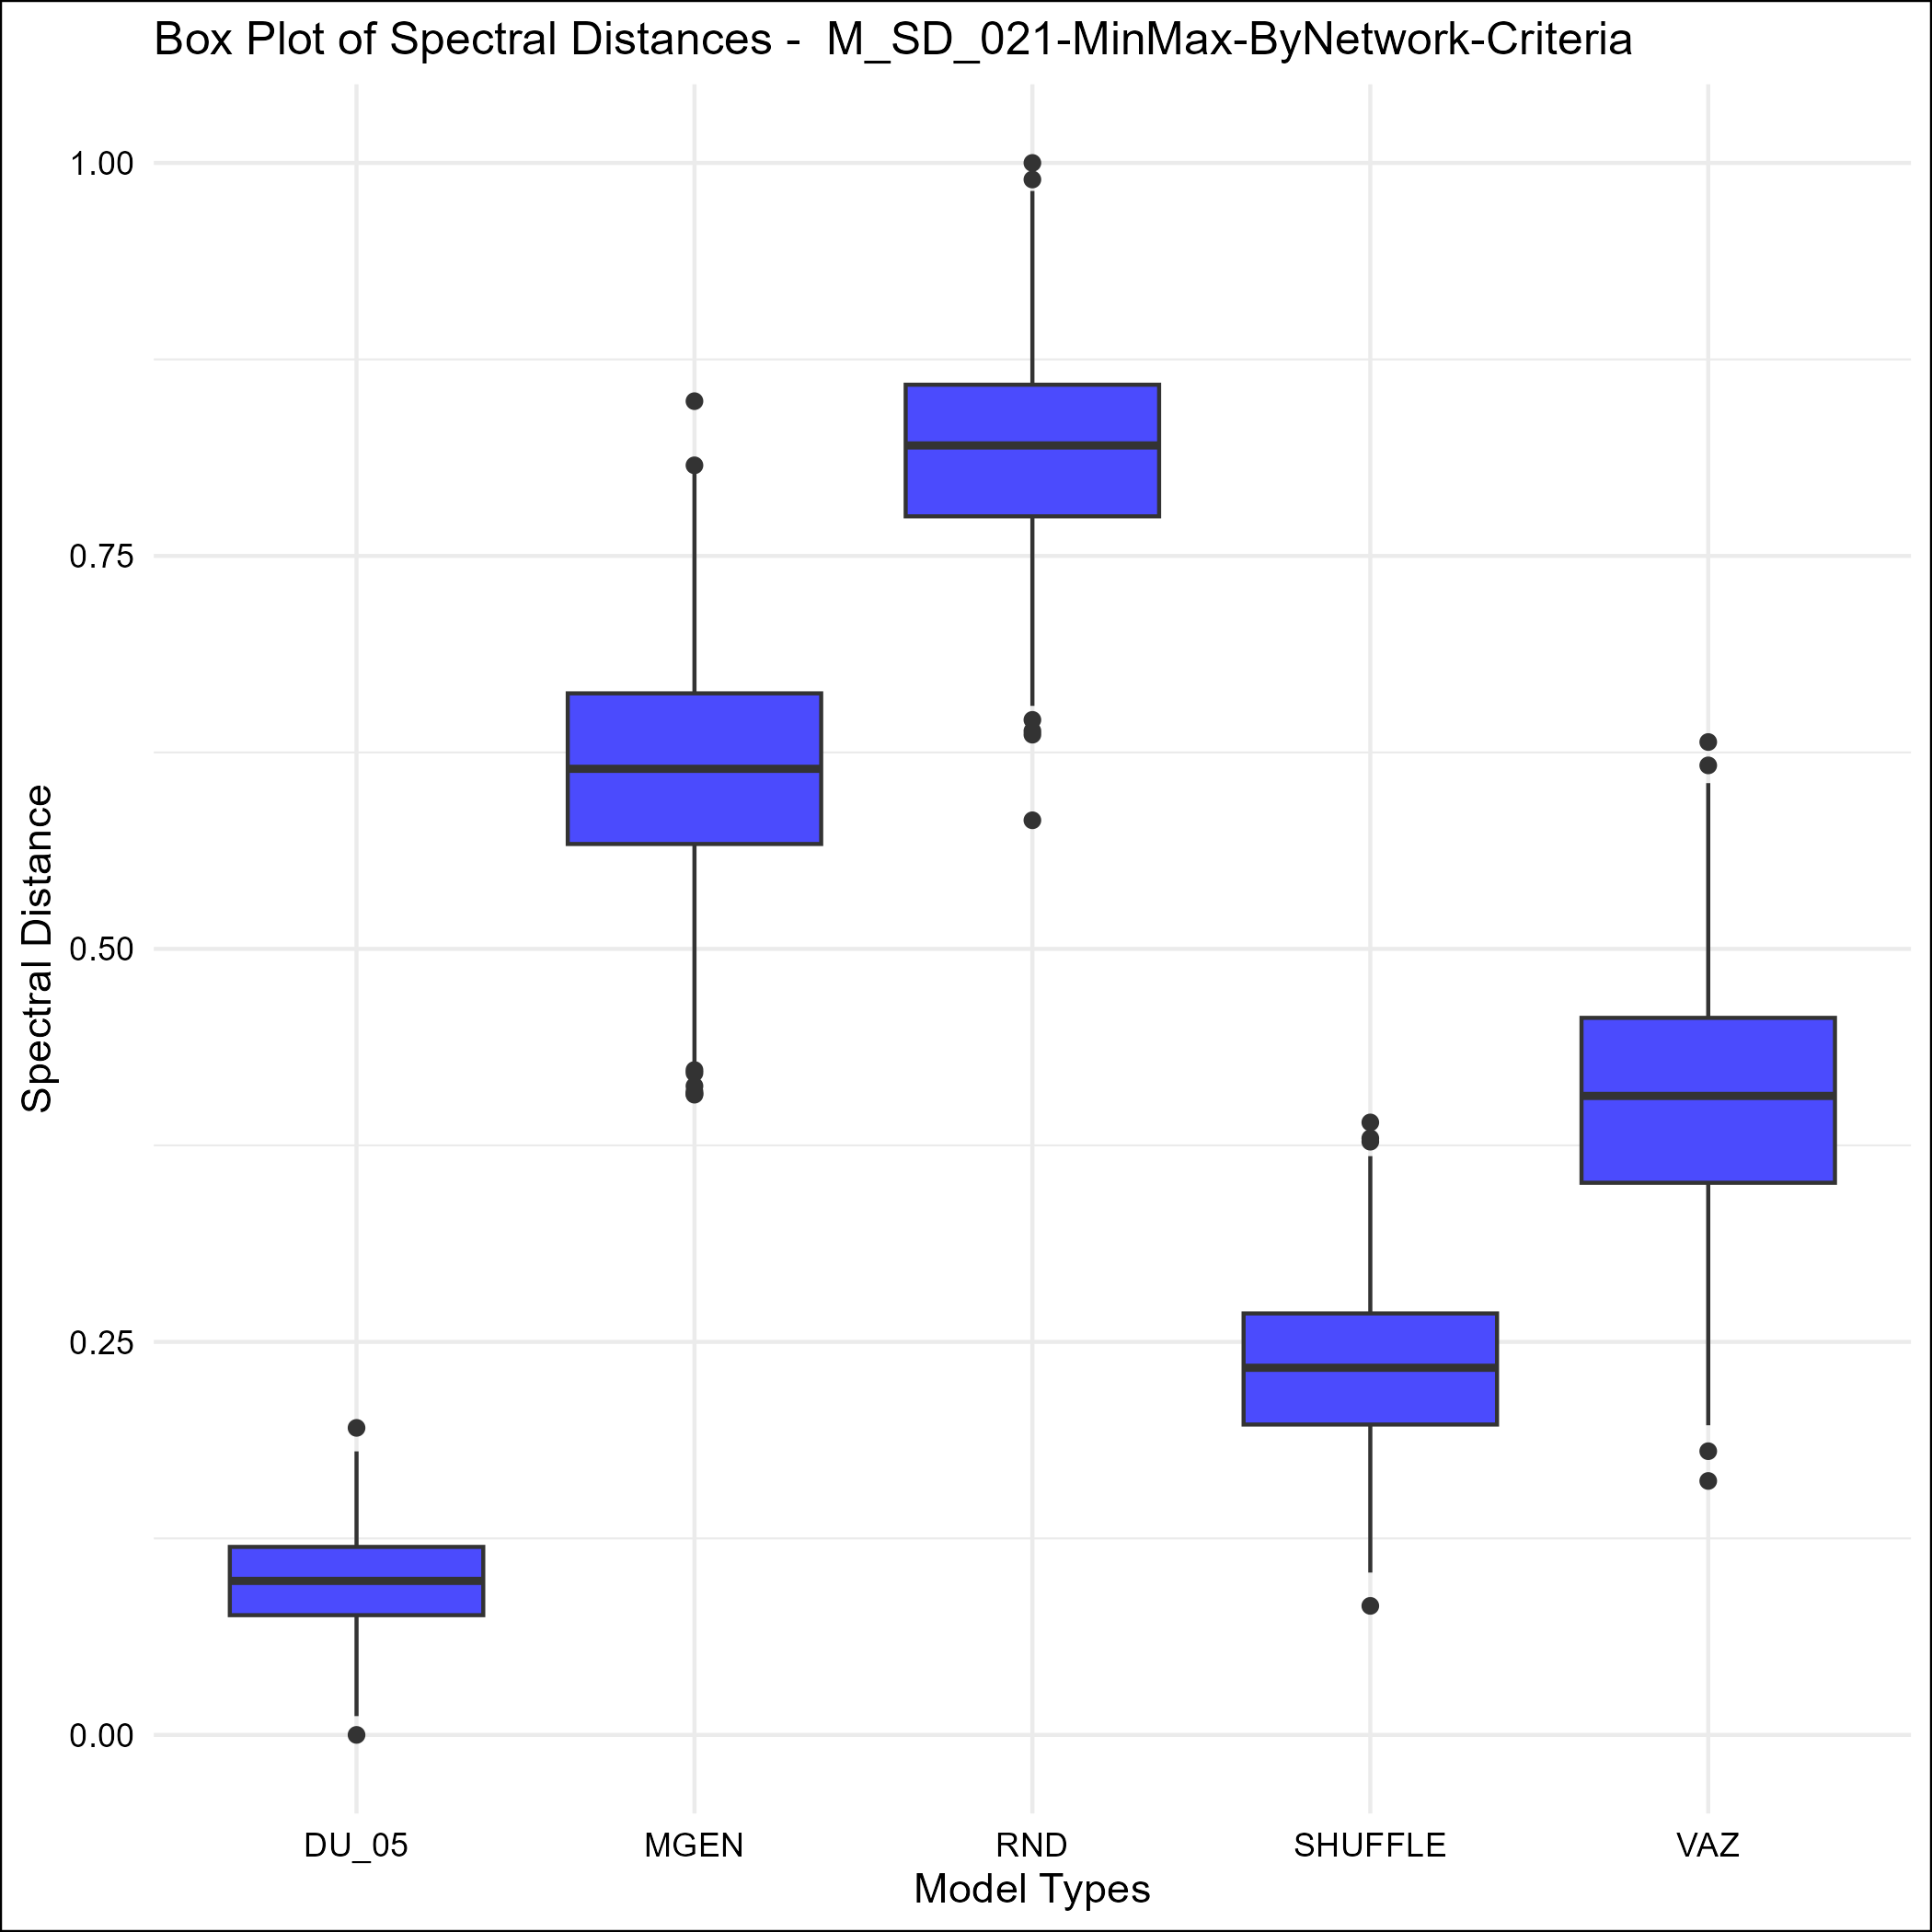 Box Plot of Spectral Distances -  M_SD_021-MinMax-ByNetwork-Criteria
Spectral Distance
1.00
0.75
0.50
0.25
0.00
DU_05 MGEN RND SHUFFLE VAZ
Model Types